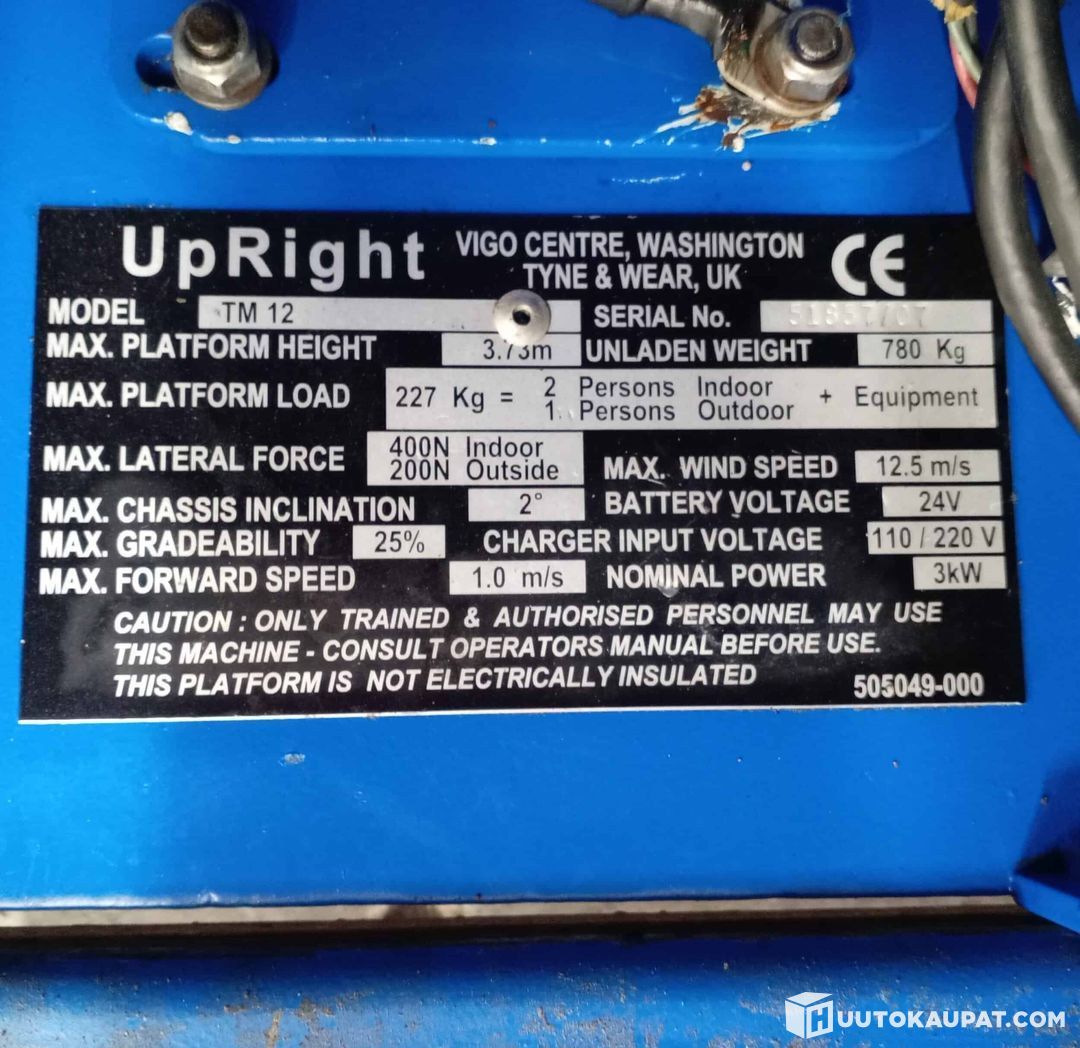 UpRight VIGO CENTRE, WASHINGTON
TYNE & WEAR, UK CE
MODEL TM 12 SERIAL No.
MAX. PLATFORM HEIGHT 3.73m UNLADEN WEIGHT 780 Kg
MAX. PLATFORM LOAD 227 Kg = 2 Persons Indoor + Equipment
1 Persons Outdoor
MAX. LATERAL FORCE 400N Indoor
200N Outside MAX. WIND SPEED 12.5 m/s
MAX. CHASSIS INCLINATION 2° BATTERY VOLTAGE 24V
MAX. GRADEABILITY 25% CHARGER INPUT VOLTAGE 110 / 220 V
MAX. FORWARD SPEED 1.0 m/s NOMINAL POWER 3kW
CAUTION : ONLY TRAINED & AUTHORISED PERSONNEL MAY USE
THIS MACHINE - CONSULT OPERATORS MANUAL BEFORE USE.
THIS PLATFORM IS NOT ELECTRICALLY INSULATED 505049-000
HUUTOKAUPAT.COM